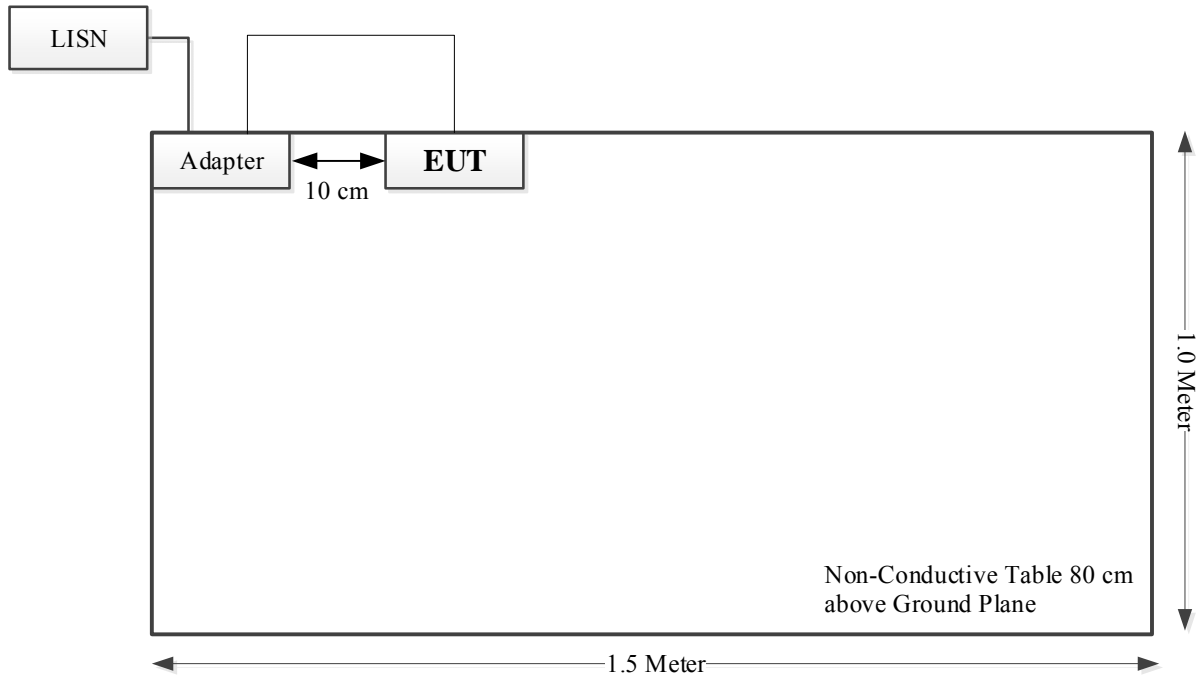 LISN
Adapter
EUT
10 cm
1.0 Meter
Non-Conductive Table 80 cm
above Ground Plane
1.5 Meter